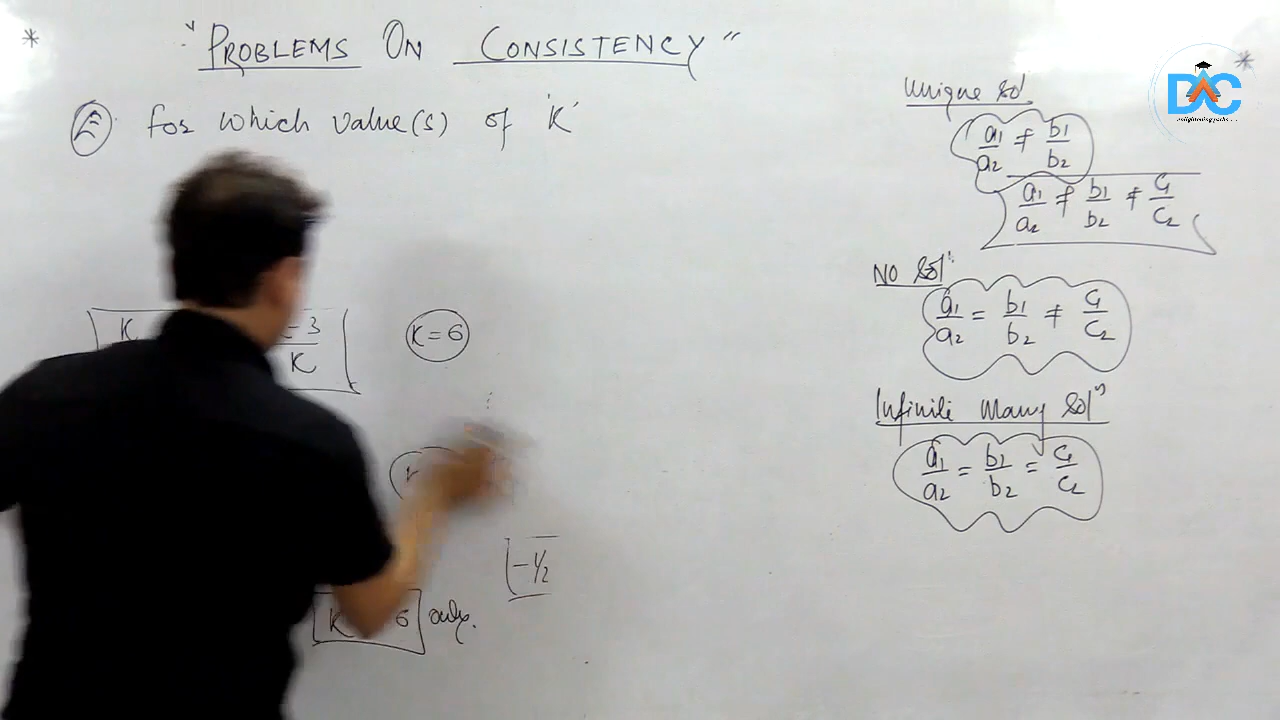 * "PROBLEMS ON CONSISTENCY" *
E for which value(s) of 'K'
K - 3
K
K = 6
-1/2
K 6 only.
Unique Sol
a1/a2 ≠ b1/b2
a1/a2 ≠ b1/b2 ≠ c1/c2
NO Solⁿ
a1/a2 = b1/b2 ≠ c1/c2
Infinite Many Solⁿ
a1/a2 = b1/b2 = c1/c2
DAC